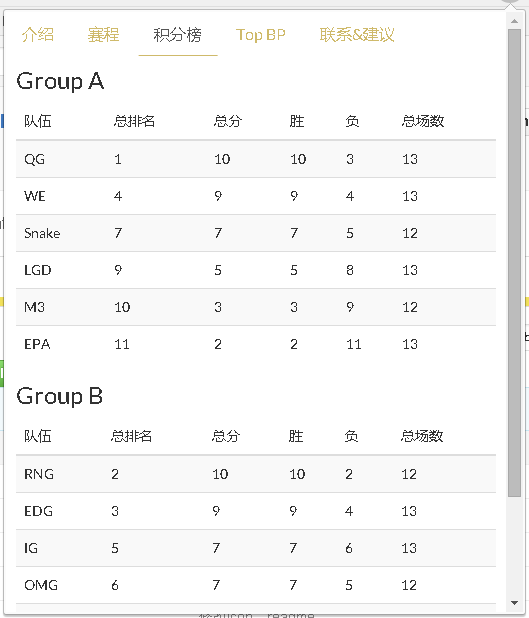 介绍 赛程 积分榜 Top BP 联系&建议
Group A
队伍 总排名 总分 胜 负 总场数
QG 1 10 10 3 13
WE 4 9 9 4 13
Snake 7 7 7 5 12
LGD 9 5 5 8 13
M3 10 3 3 9 12
EPA 11 2 2 11 13
Group B
队伍 总排名 总分 胜 负 总场数
RNG 2 10 10 2 12
EDG 3 9 9 4 13
IG 5 7 7 6 13
OMG 6 7 7 5 12